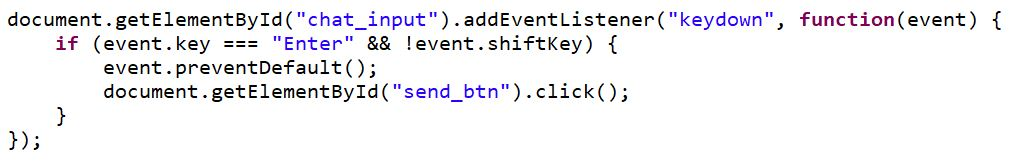 document.getElementById("chat_input").addEventListener("keydown", function(event) {
    if (event.key === "Enter" && !event.shiftKey) {
        event.preventDefault();
        document.getElementById("send_btn").click();
    }
});